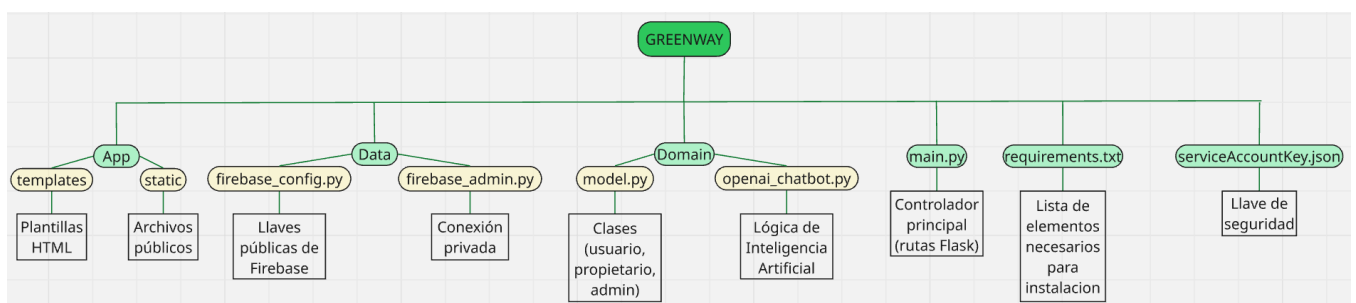 GREENWAY
App
Data
Domain
main.py
requirements.txt
serviceAccountKey.json
templates
static
firebase_config.py
firebase_admin.py
model.py
openai_chatbot.py
Plantillas
HTML
Archivos
públicos
Llaves
públicas de
Firebase
Conexión
privada
Clases
(usuario,
propietario,
admin)
Lógica de
Inteligencia
Artificial
Controlador
principal
(rutas Flask)
Lista de
elementos
necesarios
para
instalacion
Llave de
seguridad